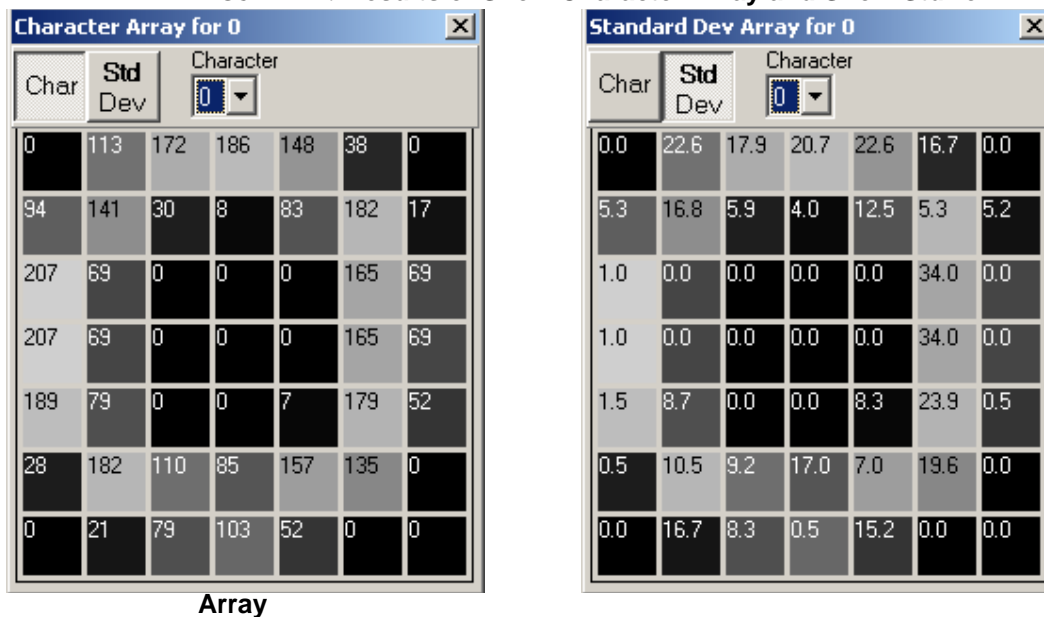 Character Array for 0
Char
Std
Dev
Character
0
0 113 172 186 148 38 0
94 141 30 8 83 182 17
207 69 0 0 0 165 69
207 69 0 0 0 165 69
189 79 0 0 7 179 52
28 182 110 85 157 135 0
0 21 79 103 52 0 0
Array
Standard Dev Array for 0
Char
Std
Dev
Character
0
0.0 22.6 17.9 20.7 22.6 16.7 0.0
5.3 16.8 5.9 4.0 12.5 5.3 5.2
1.0 0.0 0.0 0.0 0.0 34.0 0.0
1.0 0.0 0.0 0.0 0.0 34.0 0.0
1.5 8.7 0.0 0.0 8.3 23.9 0.5
0.5 10.5 9.2 17.0 7.0 19.6 0.0
0.0 16.7 8.3 0.5 15.2 0.0 0.0